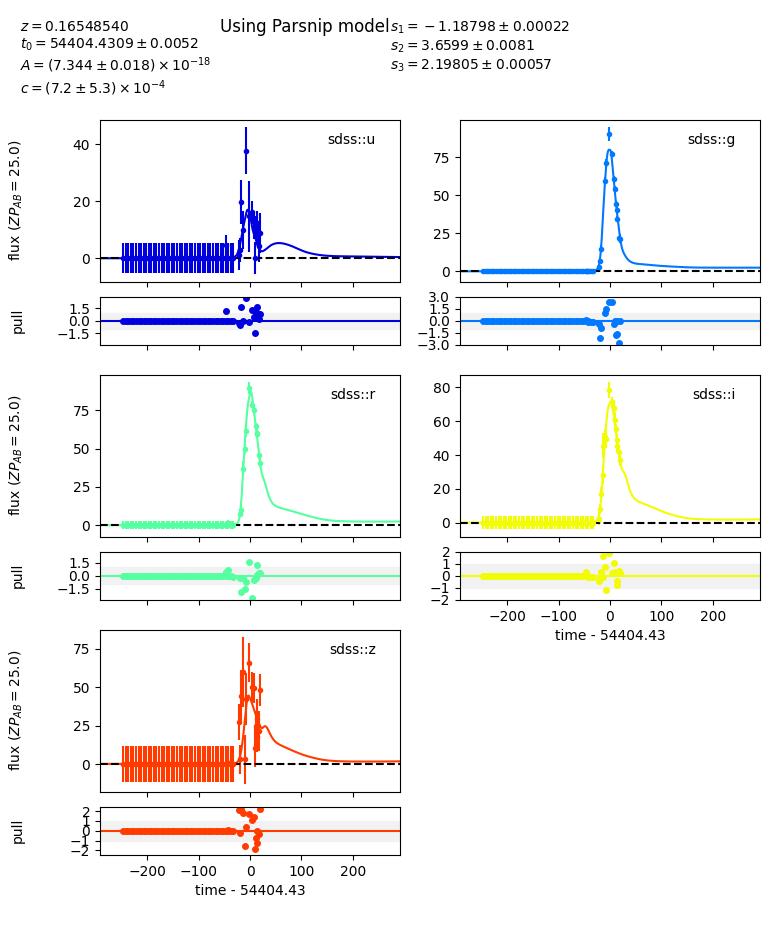 Using Parsnip model
z = 0.16548540
t0 = 54404.4309 ± 0.0052
A = (7.344 ± 0.018) × 10^−18
c = (7.2 ± 5.3) × 10^−4
s1 = −1.18798 ± 0.00022
s2 = 3.6599 ± 0.0081
s3 = 2.19805 ± 0.00057
flux (ZP_AB = 25.0)
sdss::u
40
20
0
pull
1.5
0.0
−1.5
sdss::g
75
50
25
0
3.0
1.5
0.0
−1.5
−3.0
flux (ZP_AB = 25.0)
sdss::r
75
50
25
0
pull
1.5
0.0
−1.5
sdss::i
80
60
40
20
0
2
1
0
−1
−2
−200 −100 0 100 200
time - 54404.43
flux (ZP_AB = 25.0)
sdss::z
75
50
25
0
pull
2
1
0
−1
−2
−200 −100 0 100 200
time - 54404.43